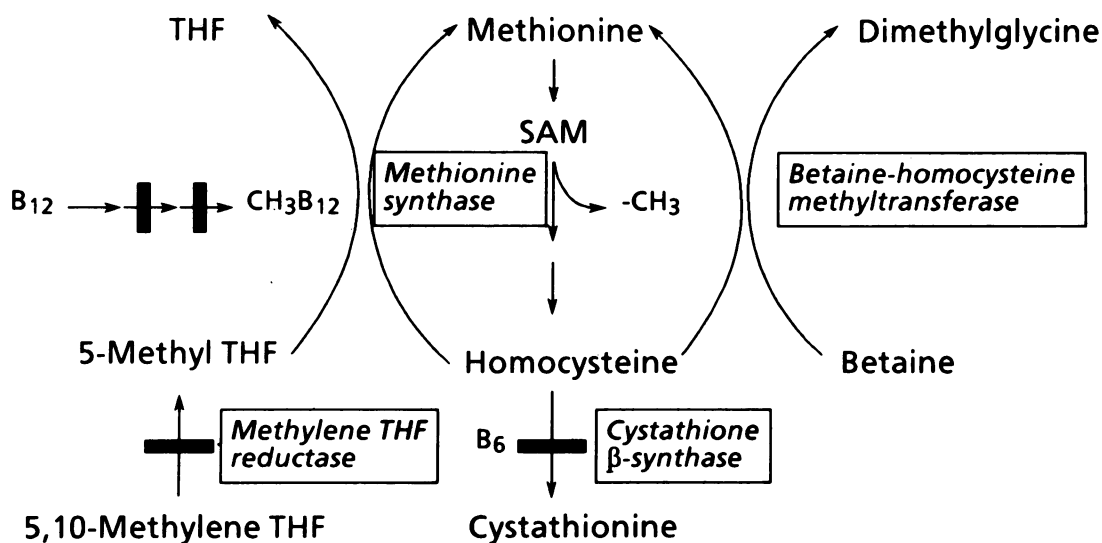 THF
Methionine
Dimethylglycine
SAM
Methionine
synthase
Betaine-homocysteine
methyltransferase
B12
CH3B12
-CH3
5-Methyl THF
Homocysteine
Betaine
Methylene THF
reductase
B6
Cystathione
β-synthase
5,10-Methylene THF
Cystathionine